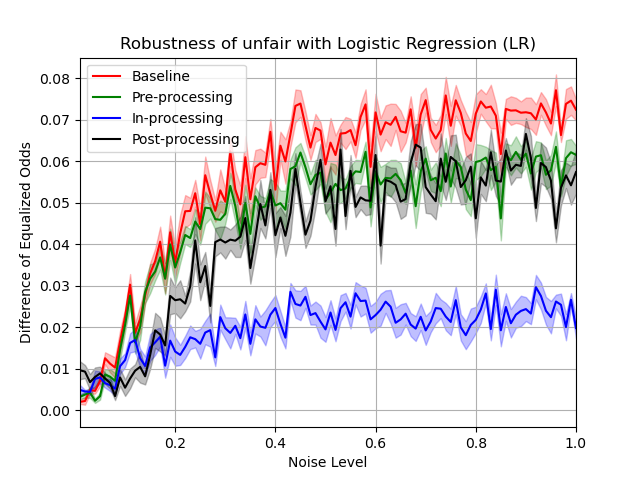 Robustness of unfair with Logistic Regression (LR)
Baseline
Pre-processing
In-processing
Post-processing
Difference of Equalized Odds
0.08
0.07
0.06
0.05
0.04
0.03
0.02
0.01
0.00
0.2 0.4 0.6 0.8 1.0
Noise Level